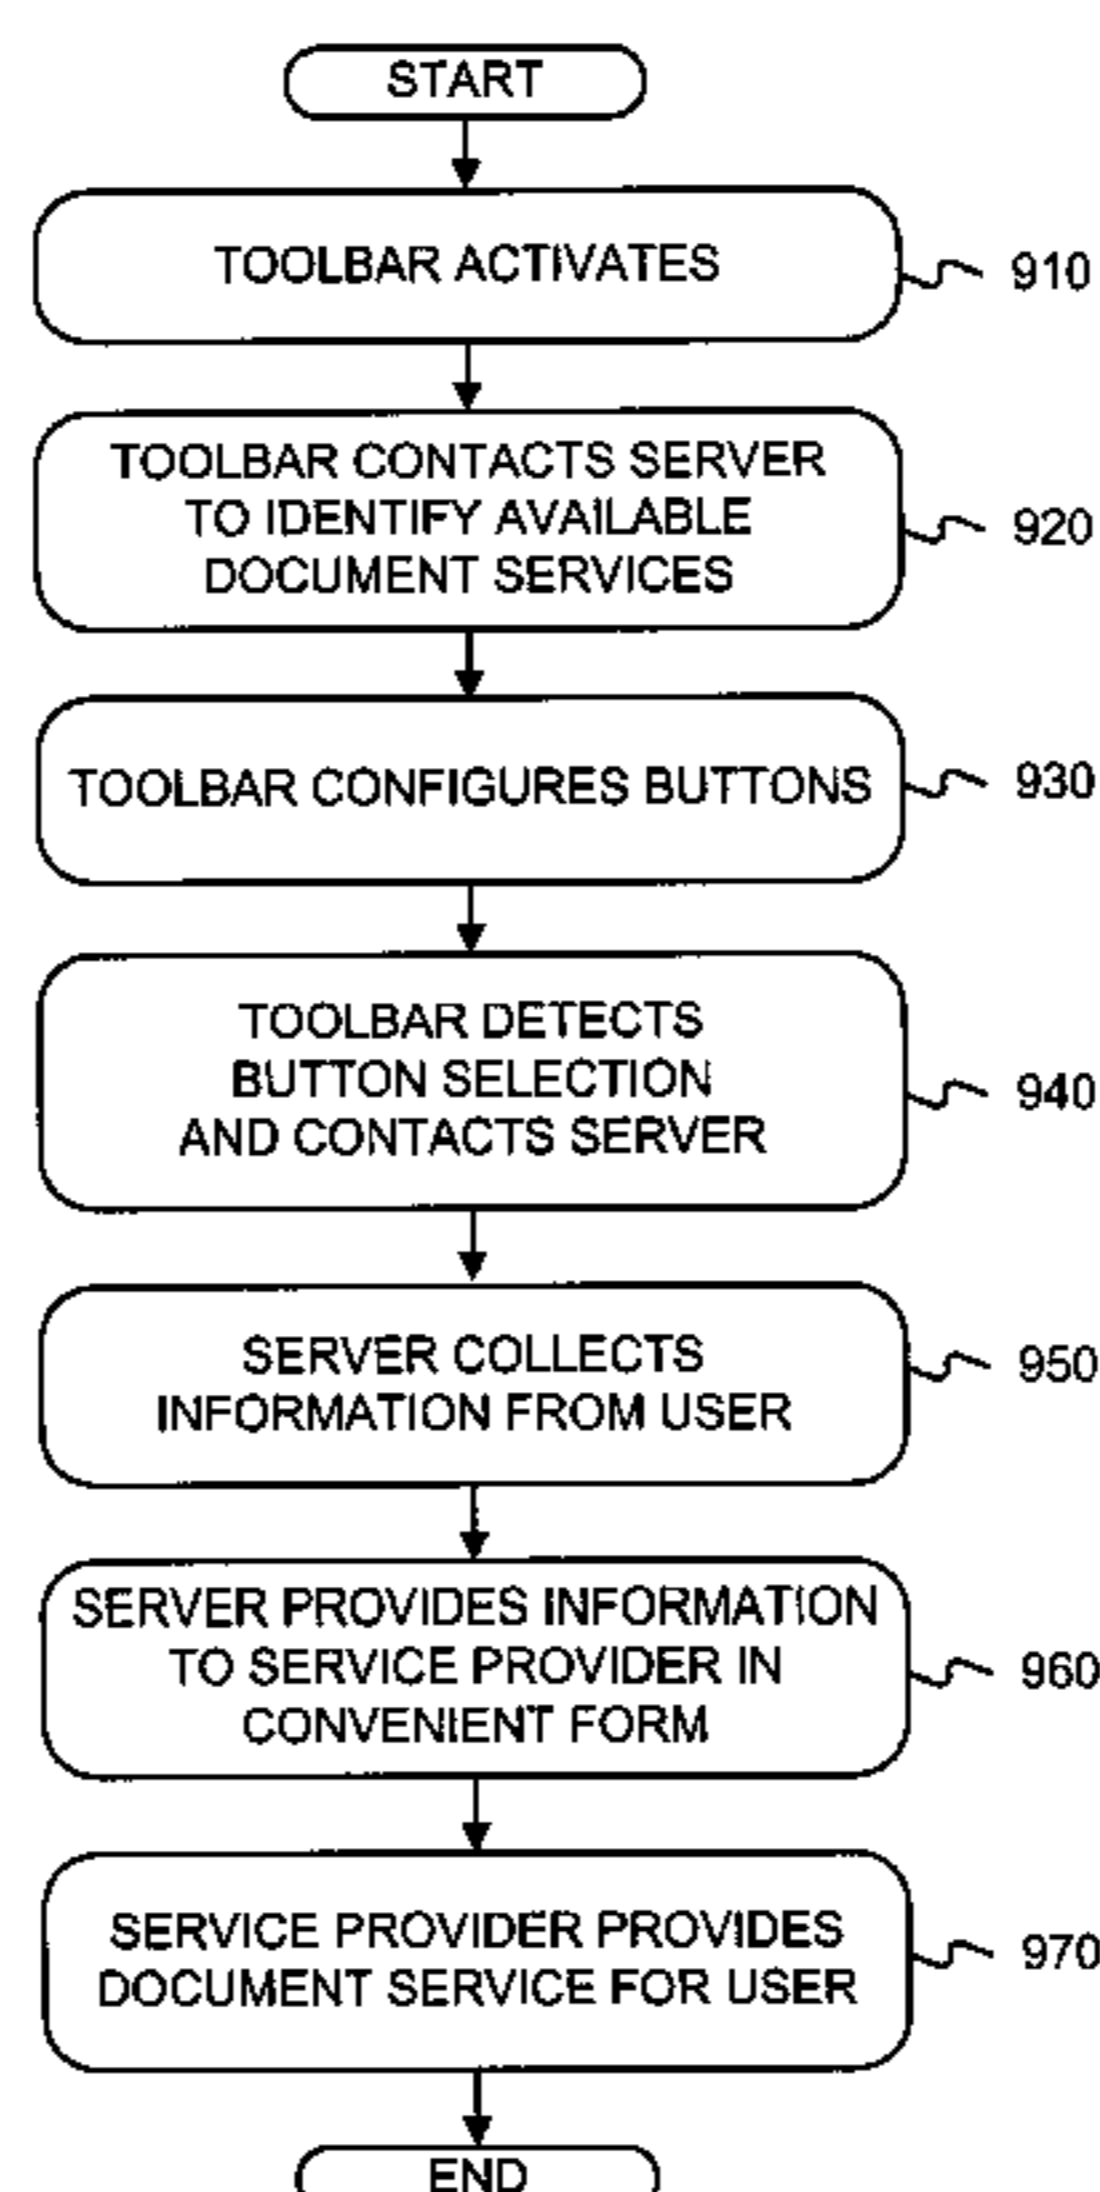 START
TOOLBAR ACTIVATES
910
TOOLBAR CONTACTS SERVER
TO IDENTIFY AVAILABLE
DOCUMENT SERVICES
920
TOOLBAR CONFIGURES BUTTONS
930
TOOLBAR DETECTS
BUTTON SELECTION
AND CONTACTS SERVER
940
SERVER COLLECTS
INFORMATION FROM USER
950
SERVER PROVIDES INFORMATION
TO SERVICE PROVIDER IN
CONVENIENT FORM
960
SERVICE PROVIDER PROVIDES
DOCUMENT SERVICE FOR USER
970
END